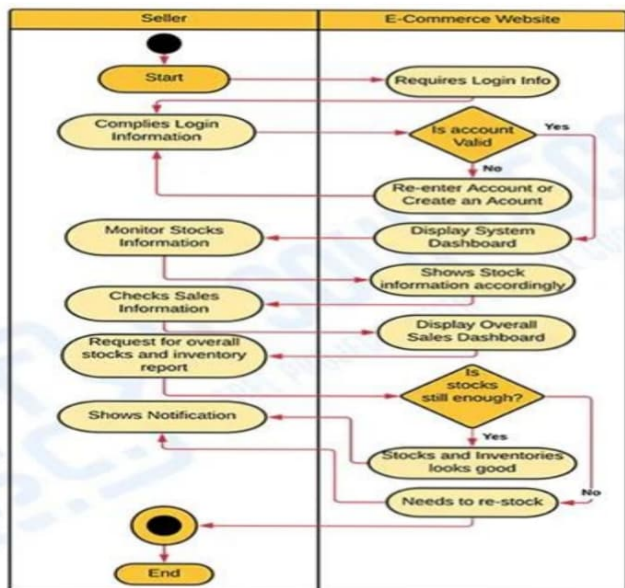 Seller
E-Commerce Website
Start
Requires Login Info
Complies Login
Information
Is account
Valid
Yes
No
Re-enter Account or
Create an Acount
Monitor Stocks
Information
Display System
Dashboard
Shows Stock
information accordingly
Checks Sales
Information
Display Overall
Sales Dashboard
Request for overall
stocks and inventory
report
Is
stocks
still enough?
Shows Notification
Yes
Stocks and Inventories
looks good
No
Needs to re-stock
End